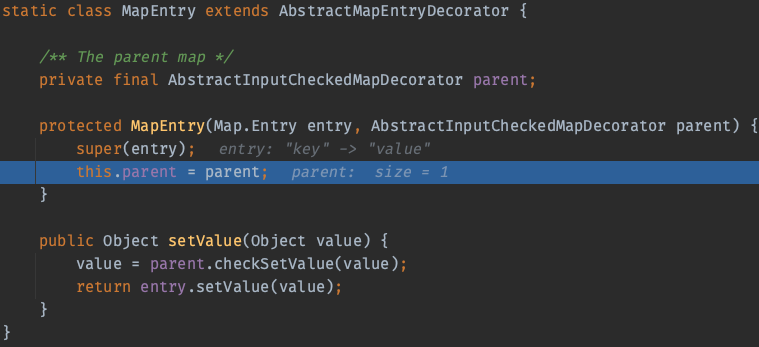 static class MapEntry extends AbstractMapEntryDecorator {
/** The parent map */
private final AbstractInputCheckedMapDecorator parent;
protected MapEntry(Map.Entry entry, AbstractInputCheckedMapDecorator parent) {
super(entry); entry: "key" -> "value"
this.parent = parent; parent: size = 1
}
public Object setValue(Object value) {
value = parent.checkSetValue(value);
return entry.setValue(value);
}
}